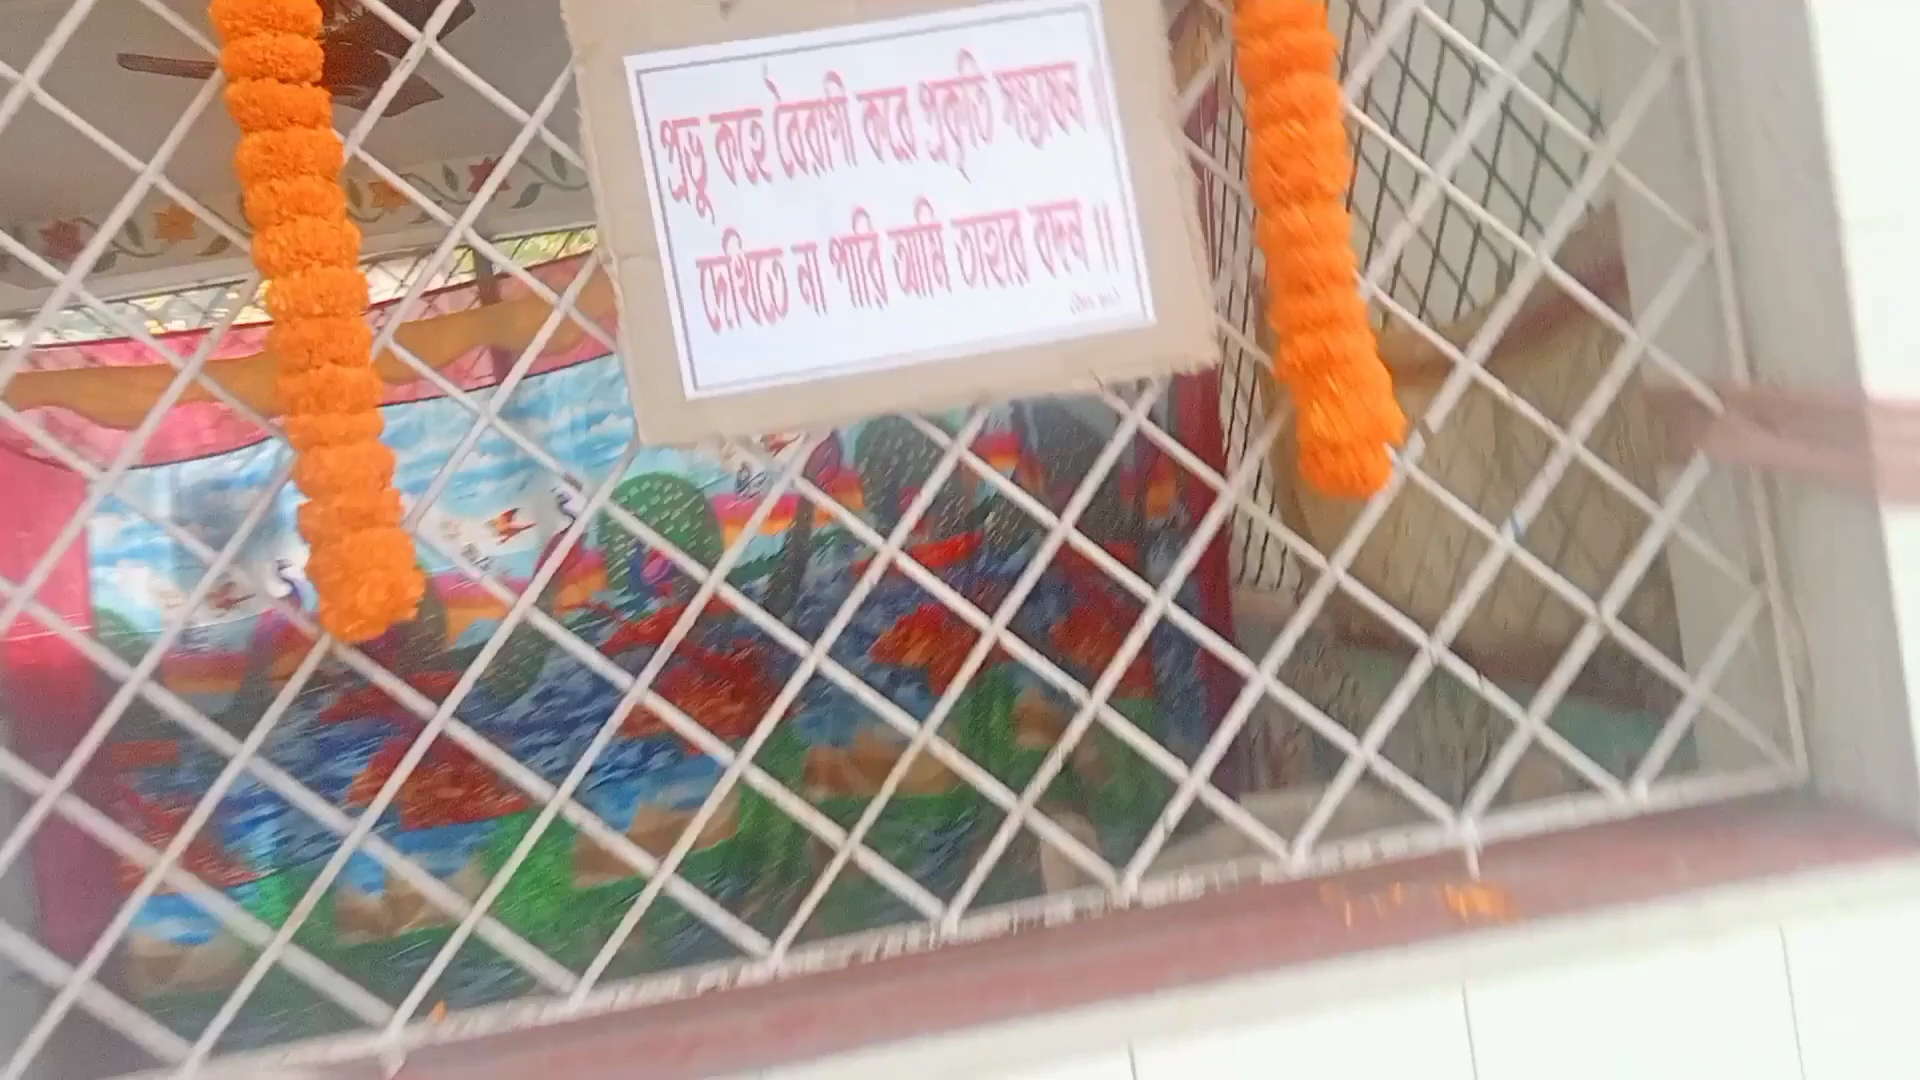 প্রভু কহে বৈরাগী করে প্রকৃতি সম্ভাষণ ।
দেখিতে না পারি আমি তাহার বদন ॥